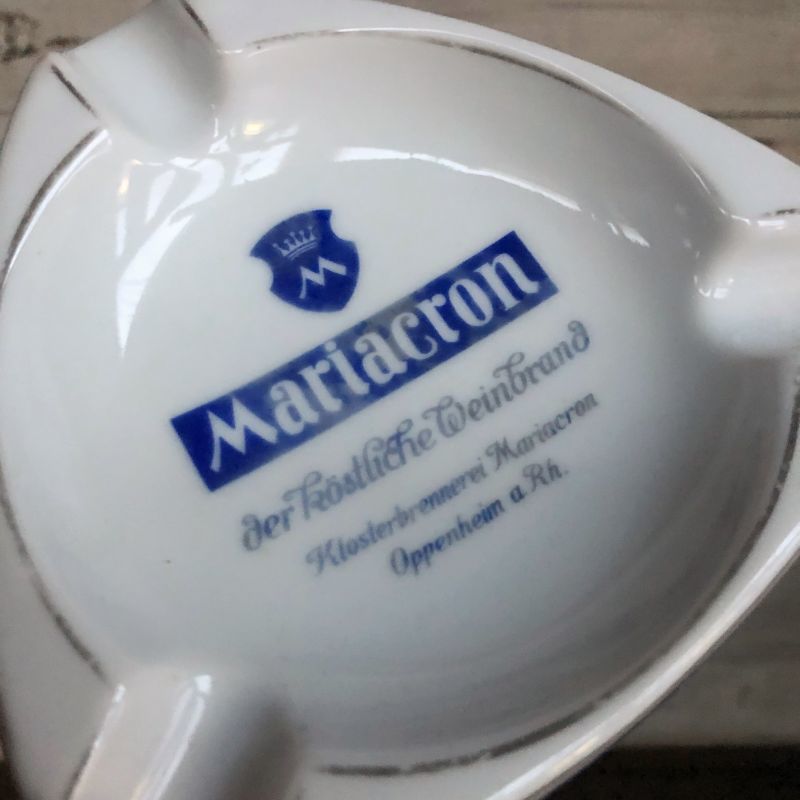 M
Mariacron
der köstliche Weinbrand
Klosterbrennerei Mariacron
Oppenheim a.Rh.